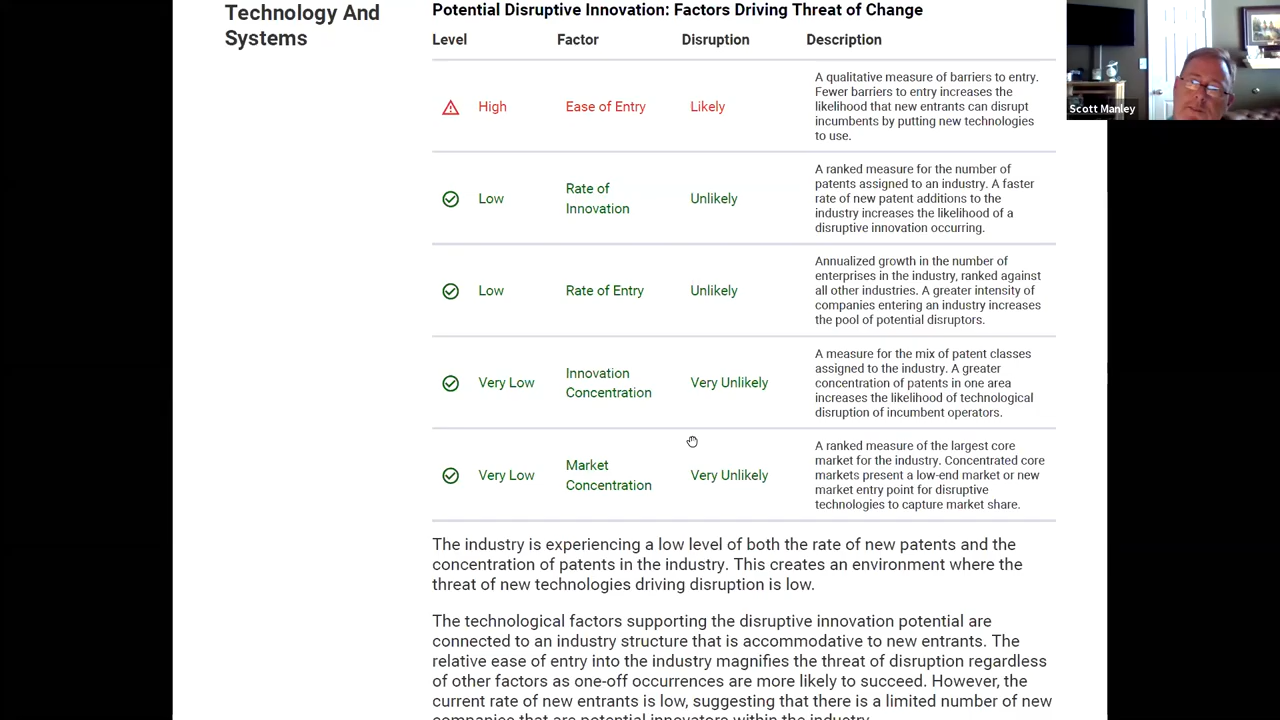 Technology And
Systems
Potential Disruptive Innovation: Factors Driving Threat of Change
Level Factor Disruption Description
High Ease of Entry Likely
A qualitative measure of barriers to entry.
Fewer barriers to entry increases the
likelihood that new entrants can disrupt
incumbents by putting new technologies
to use.
Low Rate of
Innovation Unlikely
A ranked measure for the number of
patents assigned to an industry. A faster
rate of new patent additions to the
industry increases the likelihood of a
disruptive innovation occurring.
Low Rate of Entry Unlikely
Annualized growth in the number of
enterprises in the industry, ranked against
all other industries. A greater intensity of
companies entering an industry increases
the pool of potential disruptors.
Very Low Innovation
Concentration Very Unlikely
A measure for the mix of patent classes
assigned to the industry. A greater
concentration of patents in one area
increases the likelihood of technological
disruption of incumbent operators.
Very Low Market
Concentration Very Unlikely
A ranked measure of the largest core
market for the industry. Concentrated core
markets present a low-end market or new
market entry point for disruptive
technologies to capture market share.
The industry is experiencing a low level of both the rate of new patents and the
concentration of patents in the industry. This creates an environment where the
threat of new technologies driving disruption is low.
The technological factors supporting the disruptive innovation potential are
connected to an industry structure that is accommodative to new entrants. The
relative ease of entry into the industry magnifies the threat of disruption regardless
of other factors as one-off occurrences are more likely to succeed. However, the
current rate of new entrants is low, suggesting that there is a limited number of new
companies that are potential innovators within the industry.
Scott Manley